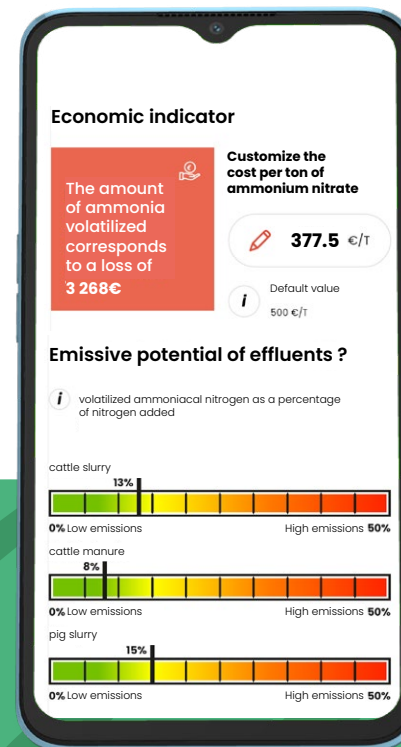 Economic indicator
The amount
of ammonia
volatilized
corresponds
to a loss of
3 268€
Customize the
cost per ton of
ammonium nitrate
377.5 €/T
i
Default value
500 €/T
Emissive potential of effluents ?
i
volatilized ammoniacal nitrogen as a percentage
of nitrogen added
cattle slurry
13%
0% Low emissions High emissions 50%
cattle manure
8%
0% Low emissions High emissions 50%
pig slurry
15%
0% Low emissions High emissions 50%